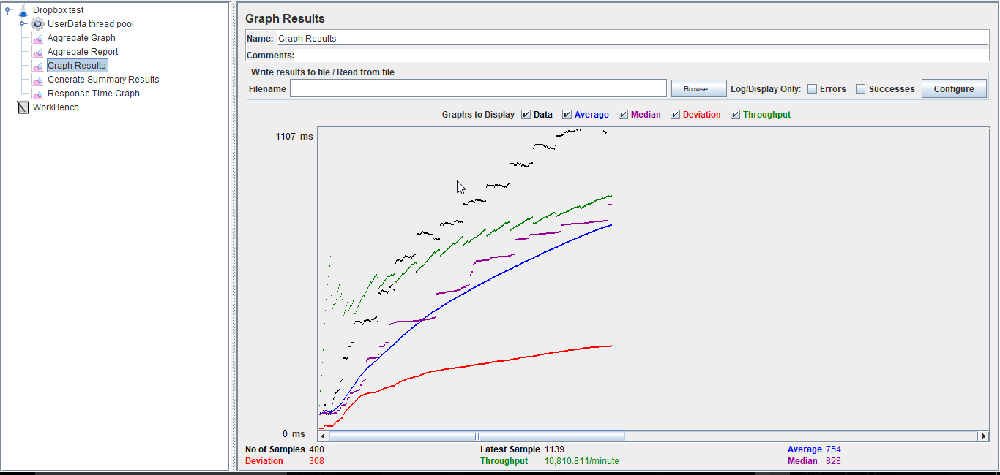 Dropbox test
UserData thread pool
Aggregate Graph
Aggregate Report
Graph Results
Generate Summary Results
Response Time Graph
WorkBench
Graph Results
Name: Graph Results
Comments:
Write results to file / Read from file
Filename Browse... Log/Display Only: Errors Successes Configure
Graphs to Display Data Average Median Deviation Throughput
1107 ms
0 ms
No of Samples 400 Latest Sample 1139 Average 754
Deviation 308 Throughput 10,810.811/minute Median 828